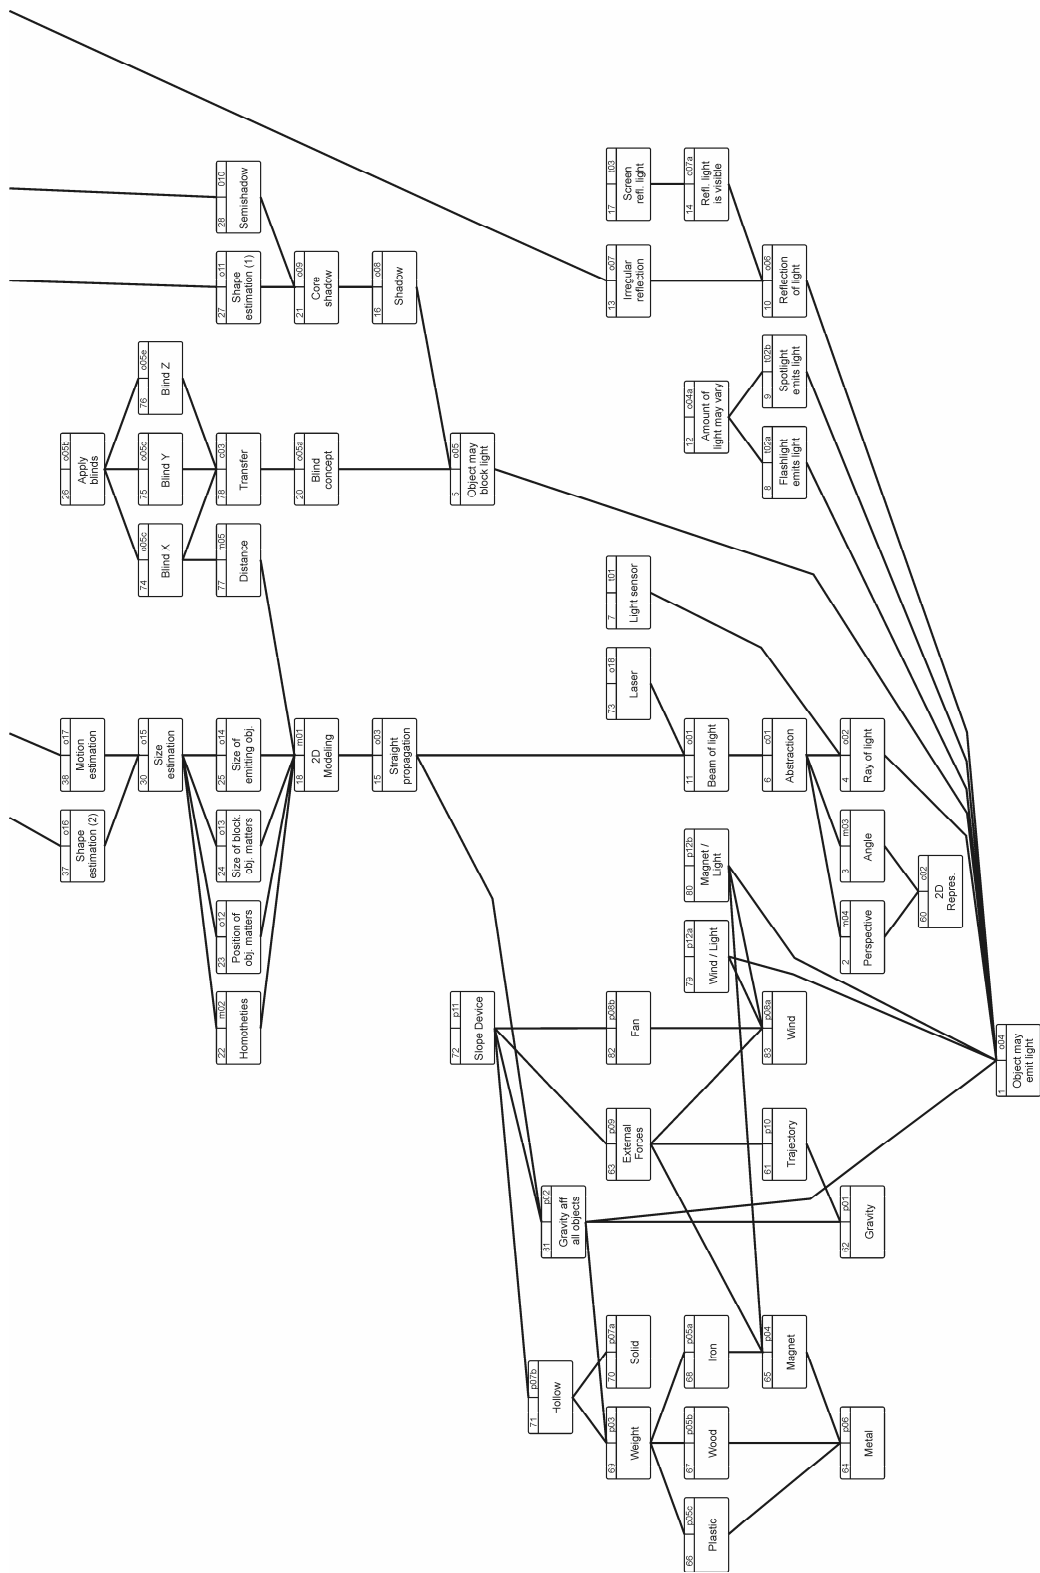 37 o16
Shape
estimation (2)
38 o17
Motion
estimation
26 o05b
Apply
blinds
30 o15
Size
estimation
74 o05c
Blind X
75 o05c
Blind Y
76 o05e
Blind Z
22 m02
Homotheties
23 o12
Position of
obj. matters
24 o13
Size of block.
obj. matters
25 o14
Size of
emitting obj.
77 m05
Distance
78 c03
Transfer
27 o11
Shape
estimation (1)
28 o10
Semishadow
18 m01
2D
Modeling
20 o05a
Blind
concept
21 o09
Core
shadow
15 o03
Straight
propagation
16 o08
Shadow
72 p11
Slope Device
5 o05
Object may
block light
71 p07b
Hollow
Gravity aff
all objects
69 p03
Weight
70 p07a
Solid
63 p09
External
Forces
82 p08b
Fan
73 o18
Laser
7 t01
Light sensor
13 o07
Irregular
reflection
17 t03
Screen
refl. light
66 p05c
Plastic
67 p05b
Wood
68 p05a
Iron
79 p12a
Wind / Light
80 p12b
Magnet /
Light
11 o01
Beam of light
12 o04a
Amount of
light may vary
14 c07a
Refl. light
is visible
65 p04
Magnet
61 p10
Trajectory
83 p08a
Wind
6 c01
Abstraction
8 t02a
Flashlight
emits light
9 t02b
Spotlight
emits light
10 o06
Reflection
of light
64 p06
Metal
62 p01
Gravity
2 m04
Perspective
3 m03
Angle
4 o02
Ray of light
60 c02
2D
Repres.
1 o04
Object may
emit light